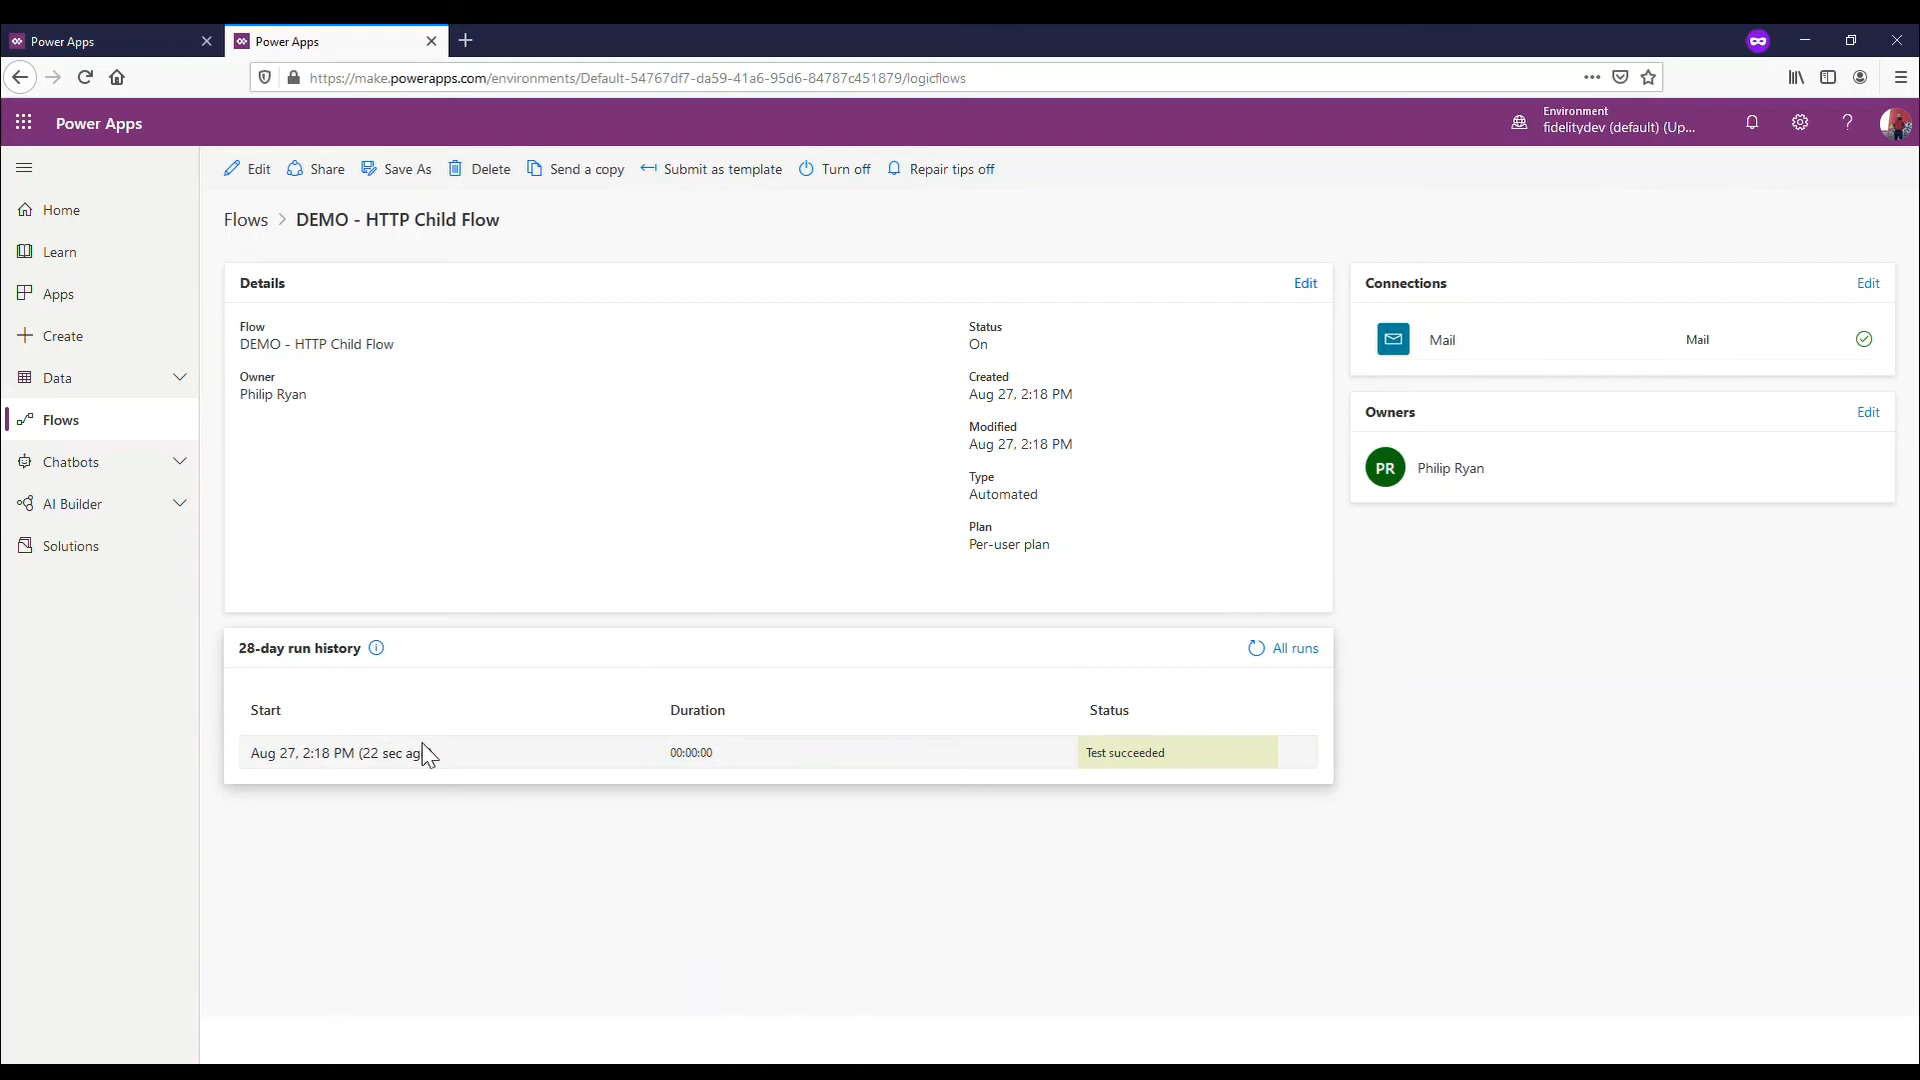 Power Apps
Power Apps
https://make.powerapps.com/environments/Default-54767df7-da59-41a6-95d6-84787c451879/logicflows
Power Apps
Environment
fidelitydev (default) (Up...
Edit
Share
Save As
Delete
Send a copy
Submit as template
Turn off
Repair tips off
Home
Learn
Apps
Create
Data
Flows
Chatbots
AI Builder
Solutions
Flows > DEMO - HTTP Child Flow
Details
Edit
Flow
DEMO - HTTP Child Flow
Owner
Philip Ryan
Status
On
Created
Aug 27, 2:18 PM
Modified
Aug 27, 2:18 PM
Type
Automated
Plan
Per-user plan
Connections
Edit
Mail
Mail
Owners
Edit
PR
Philip Ryan
28-day run history
All runs
Start
Duration
Status
Aug 27, 2:18 PM (22 sec ag
00:00:00
Test succeeded